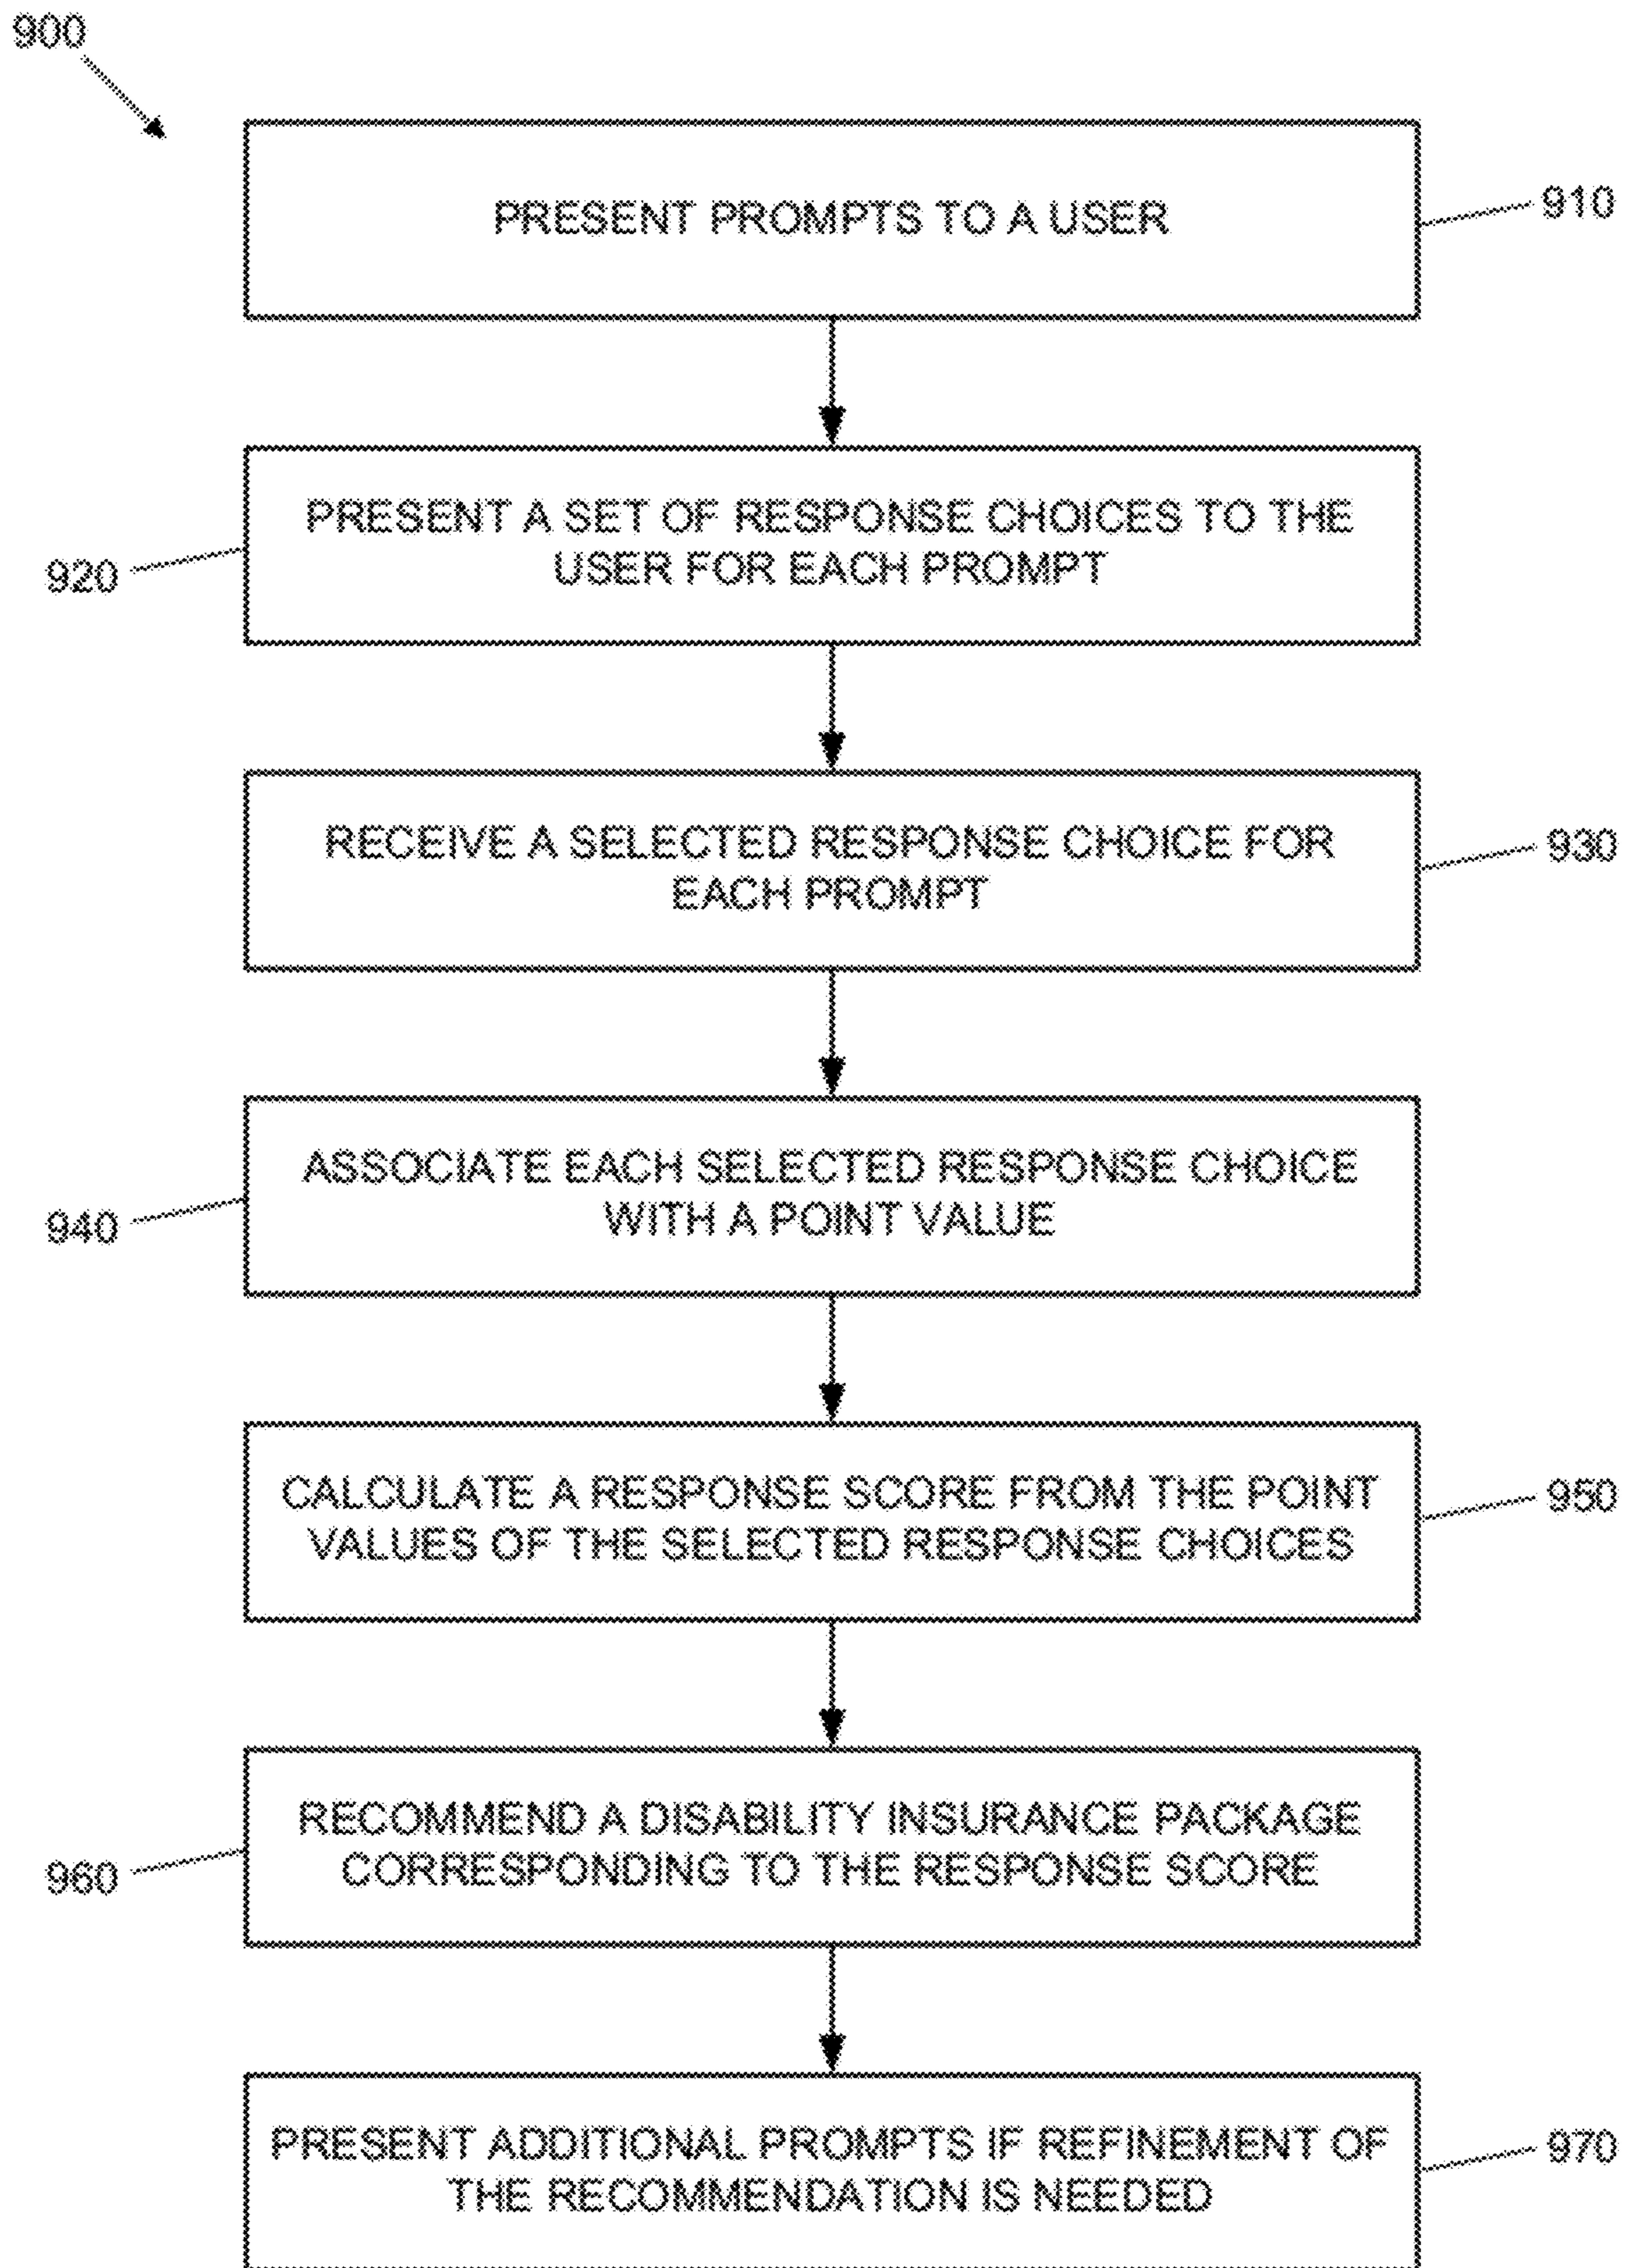 900
PRESENT PROMPTS TO A USER
910
PRESENT A SET OF RESPONSE CHOICES TO THE
USER FOR EACH PROMPT
920
RECEIVE A SELECTED RESPONSE CHOICE FOR
EACH PROMPT
930
ASSOCIATE EACH SELECTED RESPONSE CHOICE
WITH A POINT VALUE
940
CALCULATE A RESPONSE SCORE FROM THE POINT
VALUES OF THE SELECTED RESPONSE CHOICES
950
RECOMMEND A DISABILITY INSURANCE PACKAGE
CORRESPONDING TO THE RESPONSE SCORE
960
PRESENT ADDITIONAL PROMPTS IF REFINEMENT OF
THE RECOMMENDATION IS NEEDED
970